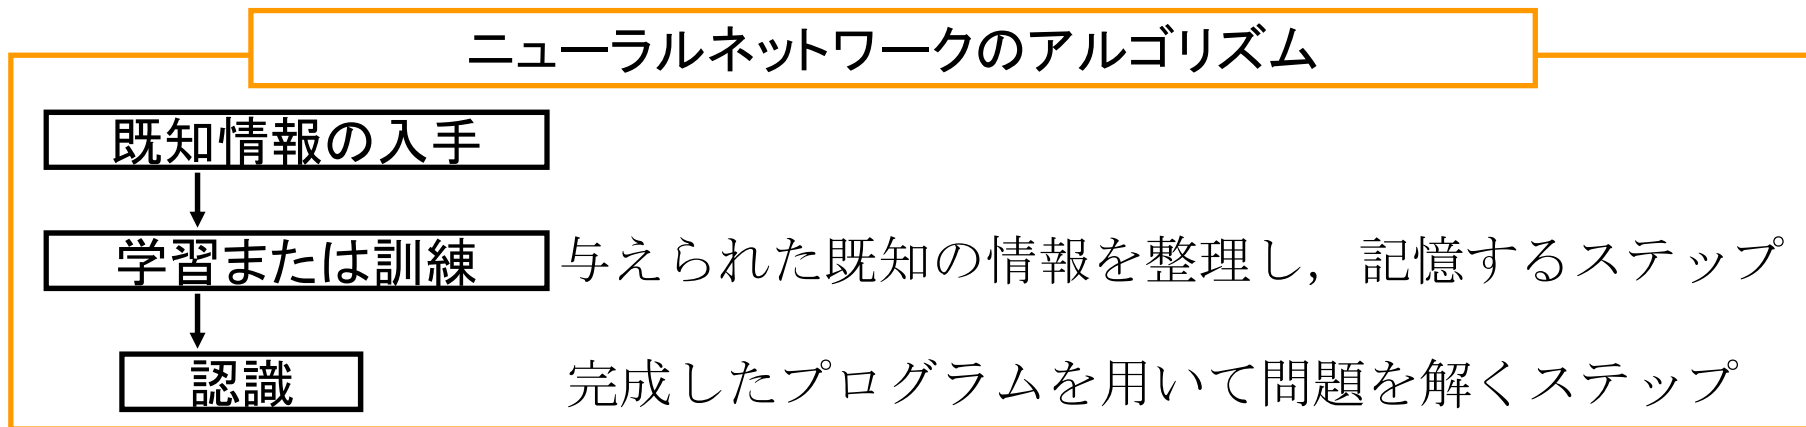 ニューラルネットワークのアルゴリズム
既知情報の入手
学習または訓練 与えられた既知の情報を整理し，記憶するステップ
認識 完成したプログラムを用いて問題を解くステップ